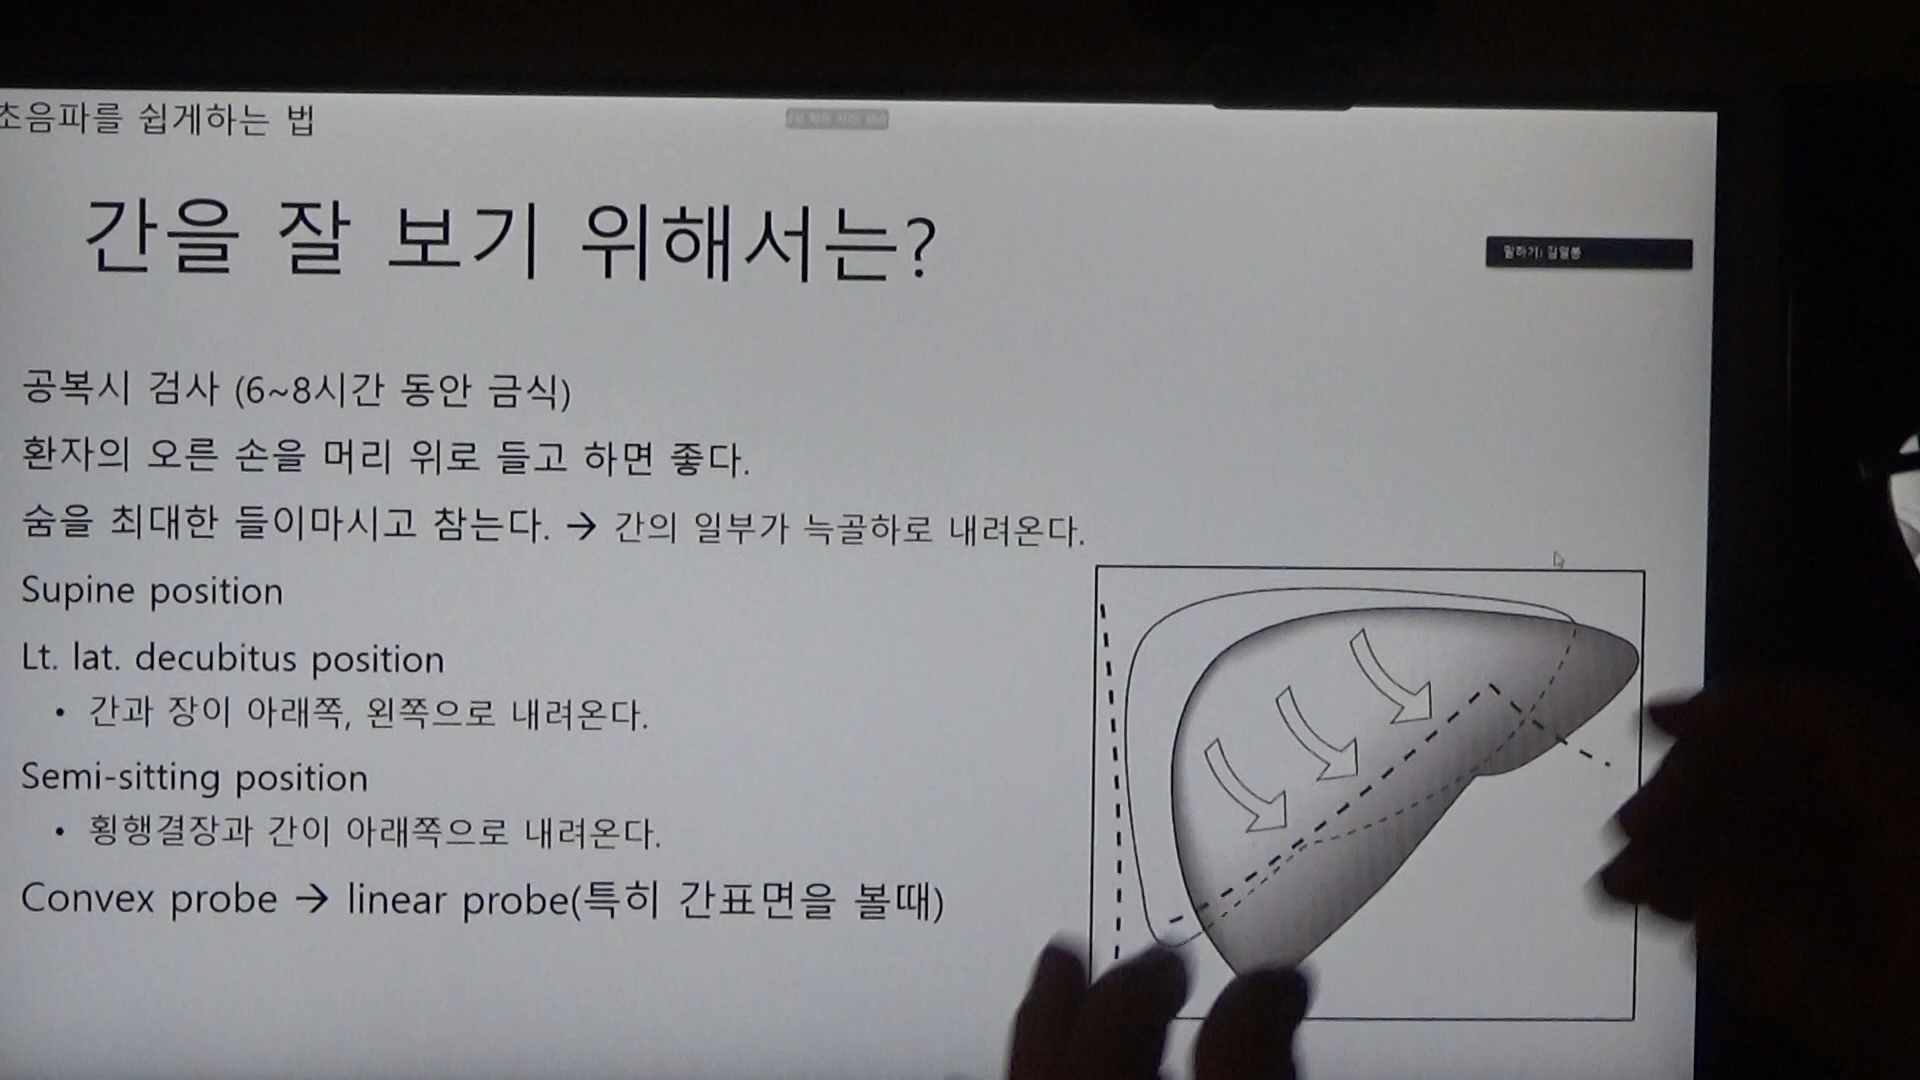 초음파를 쉽게하는 법
간을 잘 보기 위해서는?
말하기: 김일봉
공복시 검사 (6~8시간 동안 금식)
환자의 오른 손을 머리 위로 들고 하면 좋다.
숨을 최대한 들이마시고 참는다. → 간의 일부가 늑골하로 내려온다.
Supine position
Lt. lat. decubitus position
• 간과 장이 아래쪽, 왼쪽으로 내려온다.
Semi-sitting position
• 횡행결장과 간이 아래쪽으로 내려온다.
Convex probe → linear probe(특히 간표면을 볼때)